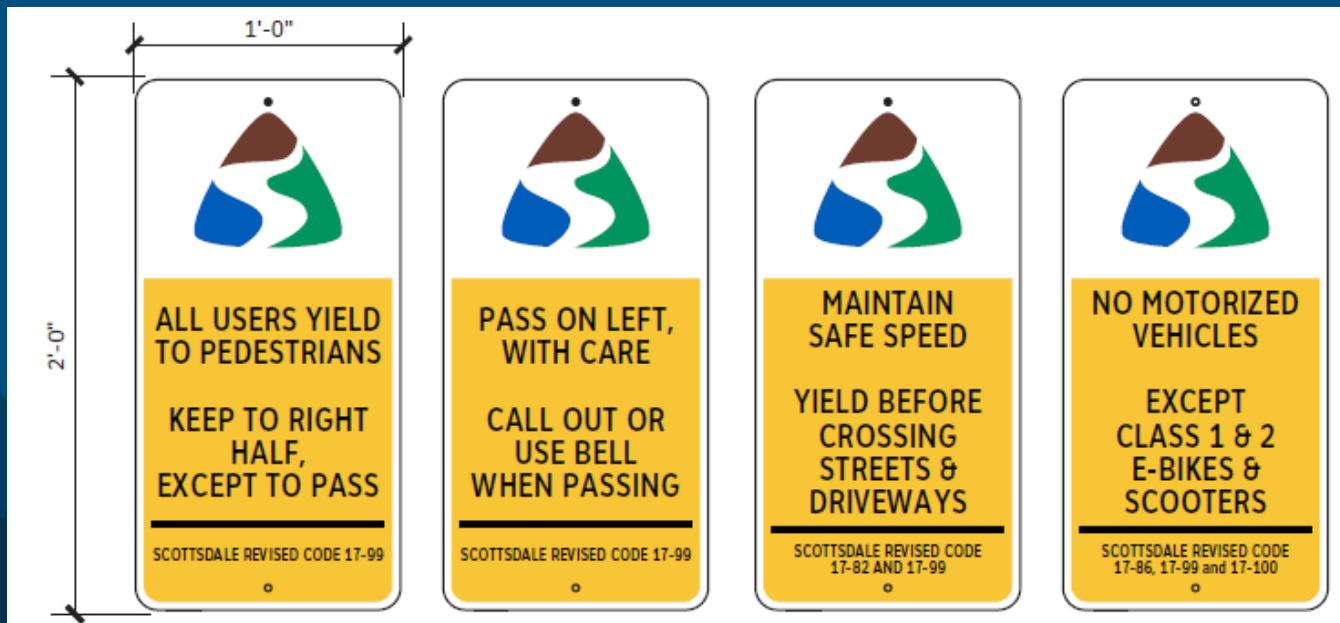 1'-0"
2'-0"
ALL USERS YIELD
TO PEDESTRIANS
KEEP TO RIGHT
HALF,
EXCEPT TO PASS
SCOTTSDALE REVISED CODE 17-99
PASS ON LEFT,
WITH CARE
CALL OUT OR
USE BELL
WHEN PASSING
SCOTTSDALE REVISED CODE 17-99
MAINTAIN
SAFE SPEED
YIELD BEFORE
CROSSING
STREETS &
DRIVEWAYS
SCOTTSDALE REVISED CODE
17-82 AND 17-99
NO MOTORIZED
VEHICLES
EXCEPT
CLASS 1 & 2
E-BIKES &
SCOOTERS
SCOTTSDALE REVISED CODE
17-86, 17-99 and 17-100